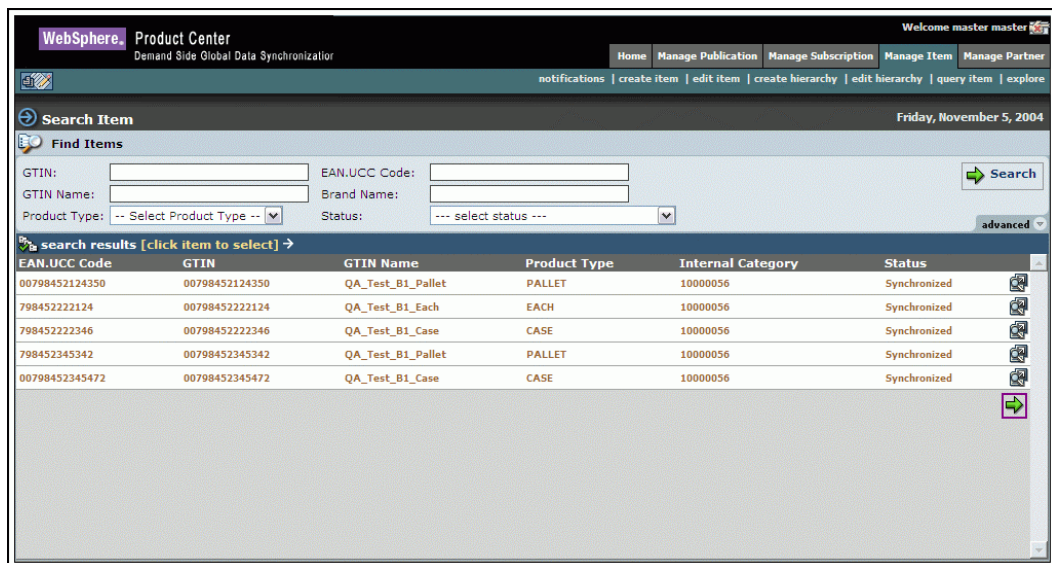 Welcome master master
WebSphere. Product Center
Demand Side Global Data Synchronization
Home Manage Publication Manage Subscription Manage Item Manage Partner
notifications | create item | edit item | create hierarchy | edit hierarchy | query item | explore
Search Item Friday, November 5, 2004
Find Items
GTIN: EAN.UCC Code: Search
GTIN Name: Brand Name:
Product Type: -- Select Product Type -- Status: --- select status ---
advanced
search results [click item to select]
EAN.UCC Code GTIN GTIN Name Product Type Internal Category Status
00798452124350 00798452124350 QA_Test_B1_Pallet PALLET 10000056 Synchronized
798452222124 00798452222124 QA_Test_B1_Each EACH 10000056 Synchronized
798452222346 00798452222346 QA_Test_B1_Case CASE 10000056 Synchronized
798452345342 00798452345342 QA_Test_B1_Pallet PALLET 10000056 Synchronized
00798452345472 00798452345472 QA_Test_B1_Case CASE 10000056 Synchronized